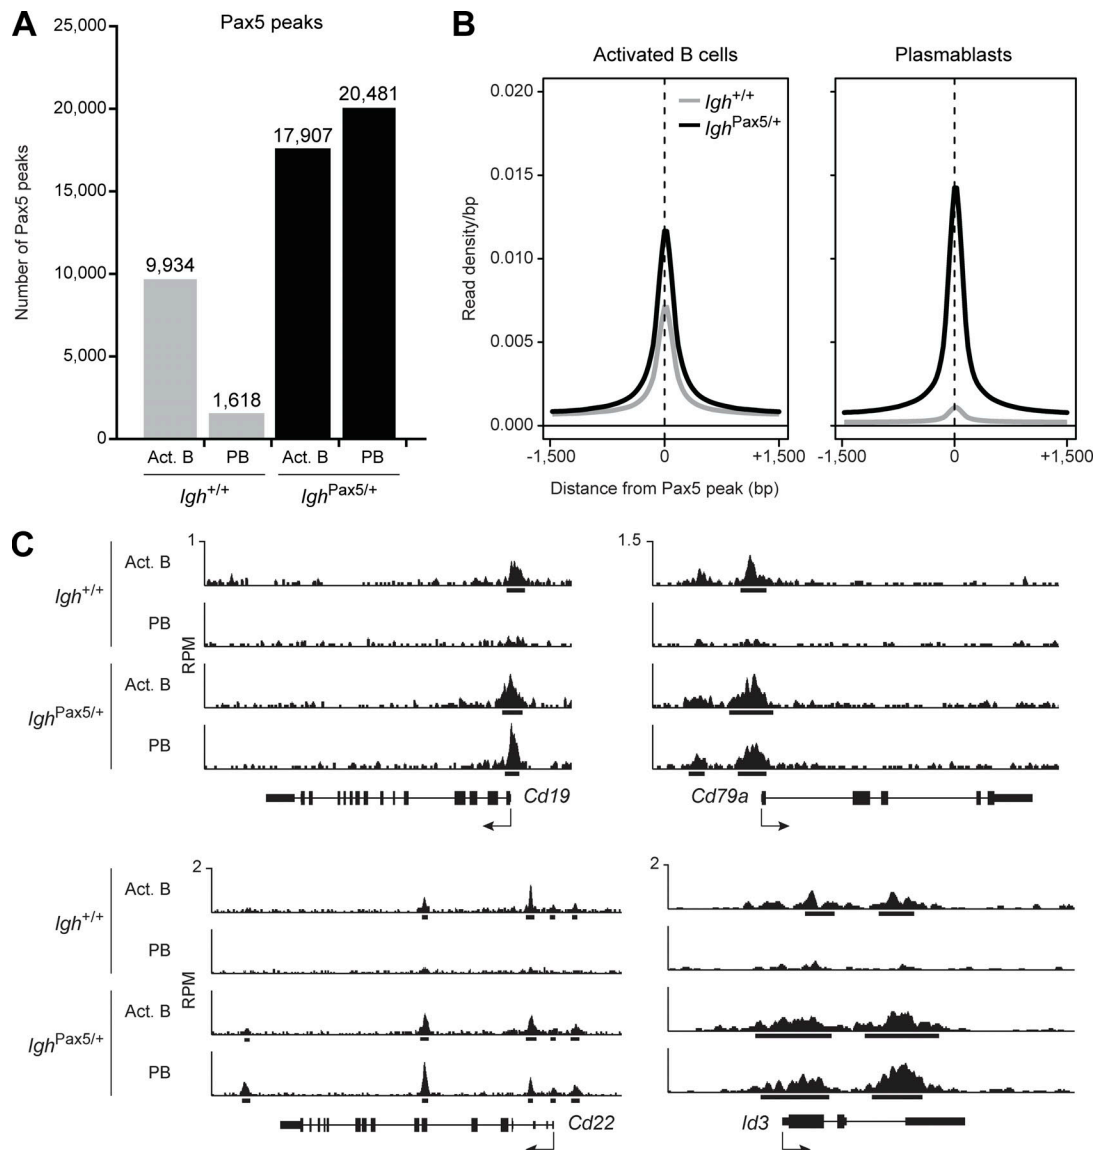 A
Pax5 peaks
Number of Pax5 peaks
25,000
20,000
15,000
10,000
5,000
0
9,934
1,618
17,907
20,481
Act. B PB Act. B PB
Igh+/+ IghPax5/+
B
Activated B cells Plasmablasts
Igh+/+
IghPax5/+
Read density/bp
0.020
0.015
0.010
0.005
0.000
-1,500 0 +1,500 -1,500 0 +1,500
Distance from Pax5 peak (bp)
C
1 1.5
Igh+/+ Act. B
PB
RPM
IghPax5/+ Act. B
PB
Cd19 Cd79a
2 2
Igh+/+ Act. B
PB
RPM
IghPax5/+ Act. B
PB
Cd22 Id3